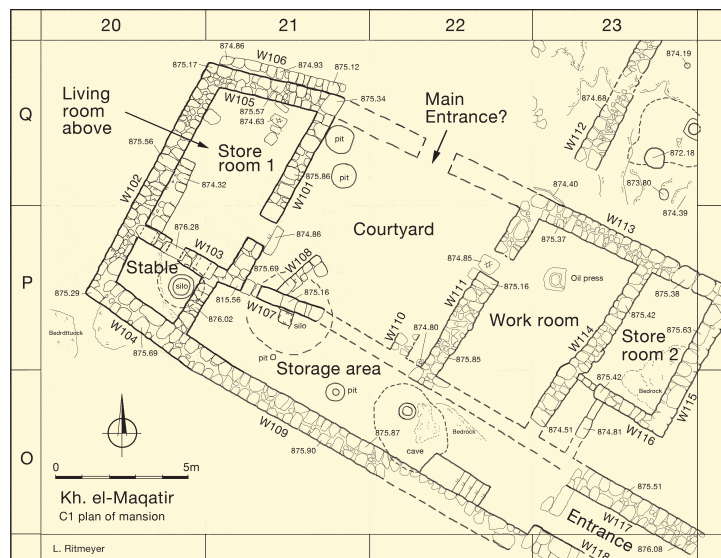 20
21
22
23
Q
P
O
874.86
W106
874.93
875.12
875.17
875.34
W105
875.57
874.63
Living
room
above
Store
room 1
875.56
W102
874.32
875.86
W101
pit
pit
Main
Entrance?
874.19
874.68
W112
872.18
873.80
874.39
874.40
W113
875.37
Courtyard
876.28
W103
874.86
Stable
silo
875.69
W108
815.56
876.02
W107
875.16
silo
875.29
Bedrttuock
W104
875.69
874.85
875.16
W111
W110
874.80
875.85
Oil press
Work room
875.38
875.42
W114
Store
room 2
875.63
875.42
Bedrock
W115
W116
874.51
874.81
pit
Storage area
pit
W109
875.90
875.87
Bedrock
cave
875.51
W117
Entrance
876.08
W118
0
5m
Kh. el-Maqatir
C1 plan of mansion
L. Ritmeyer